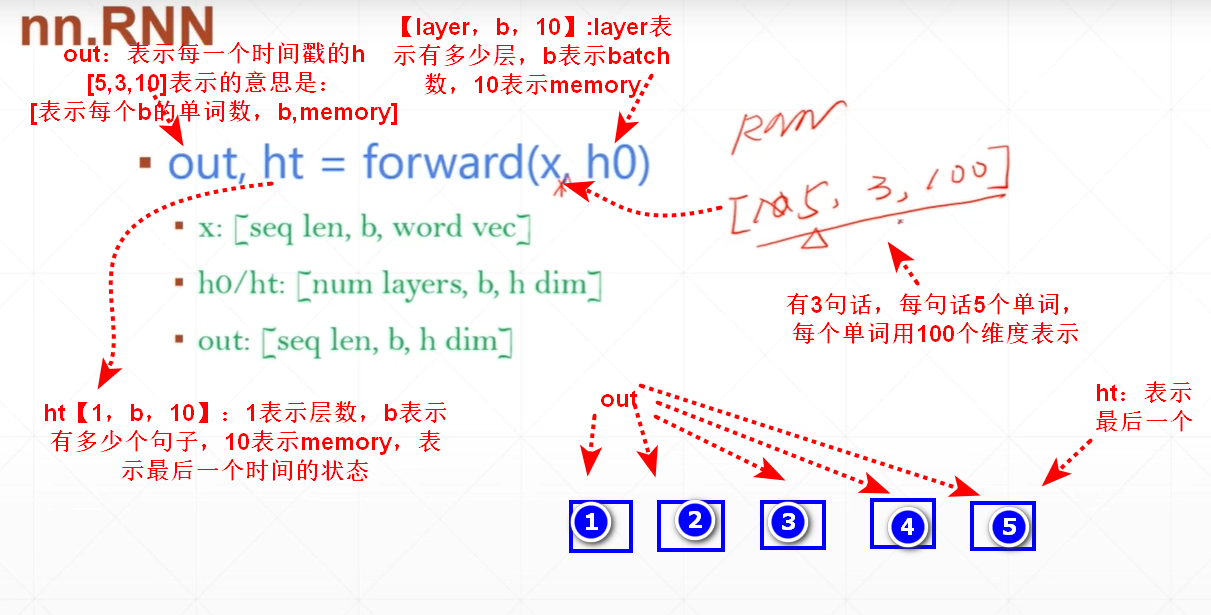 nn.RNN
out：表示每一个时间戳的h
[5,3,10]表示的意思是：
[表示每个b的单词数，b,memory]
【layer，b，10】:layer表
示有多少层，b表示batch
数，10表示memory
out, ht = forward(x, h0)
x: [seq len, b, word vec]
h0/ht: [num layers, b, h dim]
out: [seq len, b, h dim]
RNN
5, 3, 100]
有3句话，每句话5个单词，
每个单词用100个维度表示
ht【1，b，10】：1表示层数，b表示
有多少个句子，10表示memory，表
示最后一个时间的状态
out
ht：表示
最后一个
1 2 3 4 5